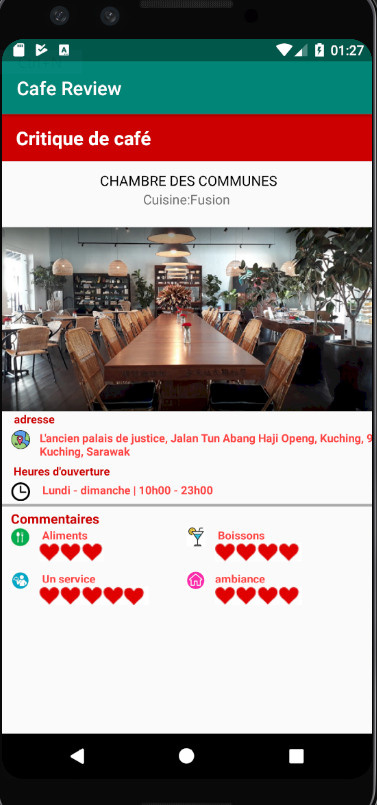 01:27
Cafe Review
Critique de café
CHAMBRE DES COMMUNES
Cuisine:Fusion
adresse
L'ancien palais de justice, Jalan Tun Abang Haji Openg, Kuching, 9
Kuching, Sarawak
Heures d'ouverture
Lundi - dimanche | 10h00 - 23h00
Commentaires
Aliments
Boissons
Un service
ambiance